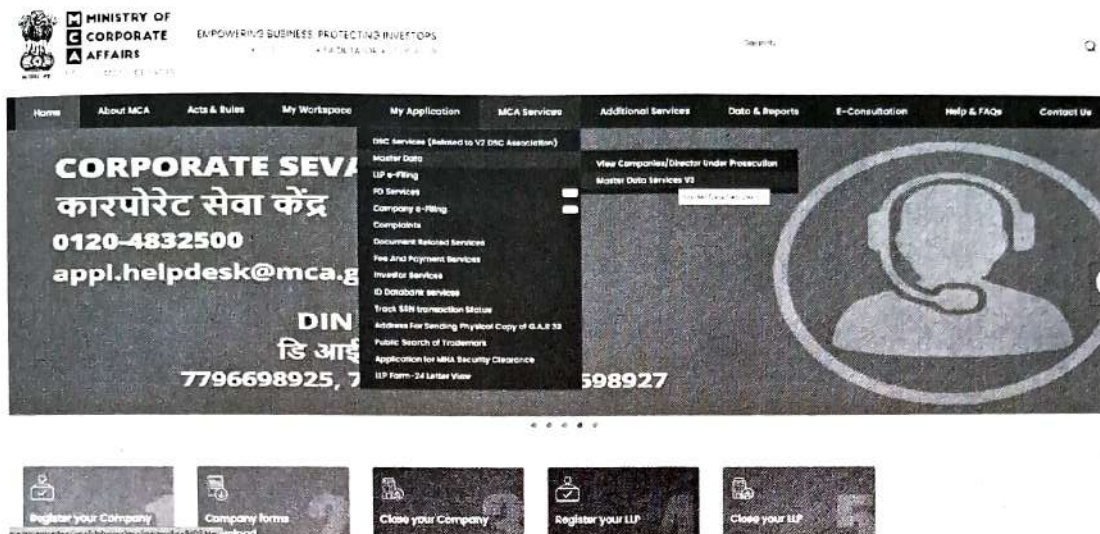 MINISTRY OF
CORPORATE
AFFAIRS
M
C
A
EMPOWERING BUSINESS, PROTECTING INVESTORS
Home About MCA Acts & Rules My Workspace My Application MCA Services Additional Services Data & Reports E-Consultation Help & FAQs Contact Us
DSC Services (Related to V2 DSC Association)
Master Data
LLP e-Filing
FO Services
Company e-Filing
Complaints
Document Related Services
Fee And Payment Services
Investor Services
ID Databank services
Track SRN transaction Status
Address For Sending Physical Copy of G.A.R 33
Public Search of Trademark
Application for MHA Security Clearance
LLP Form-24 Letter View
View Companies/Director Under Prosecution
Master Data Services V3
CORPORATE SEVA
कारपोरेट सेवा केंद्र
0120-4832500
appl.helpdesk@mca.g
DIN
डि आई
7796698925, 7 598927
Register your Company
Company forms
Close your Company
Register your LLP
Close your LLP